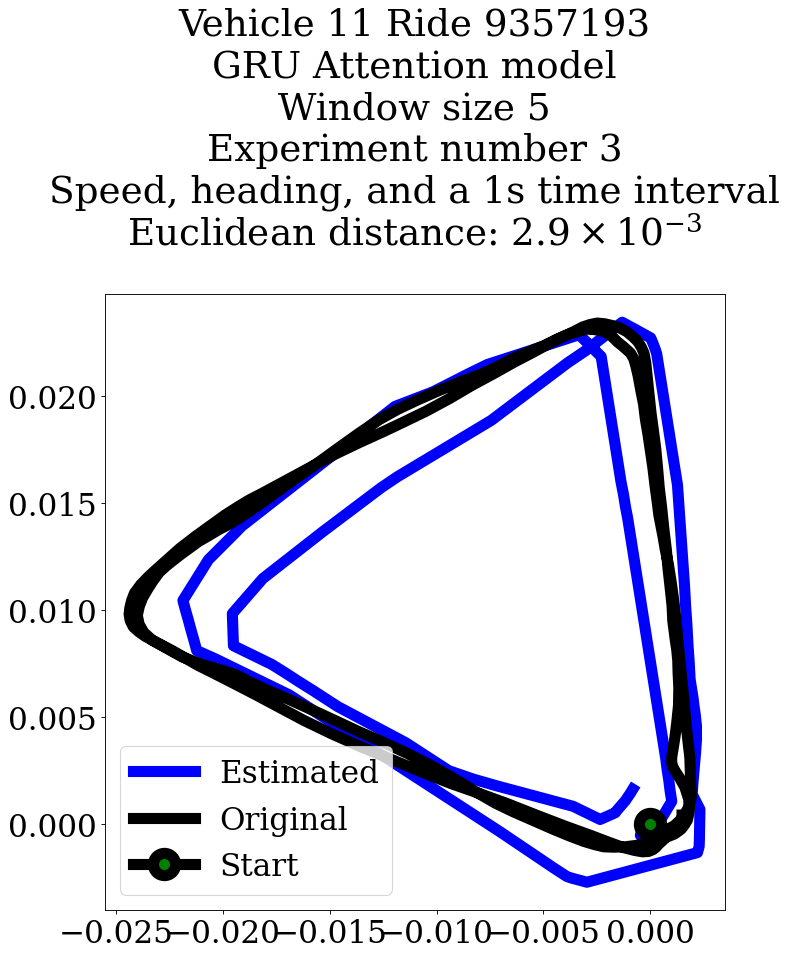 Vehicle 11 Ride 9357193
GRU Attention model
Window size 5
Experiment number 3
Speed, heading, and a 1s time interval
Euclidean distance: 2.9 × 10⁻³
0.020
0.015
0.010
0.005
0.000
Estimated
Original
Start
−0.025 −0.020 −0.015 −0.010 −0.005 0.000